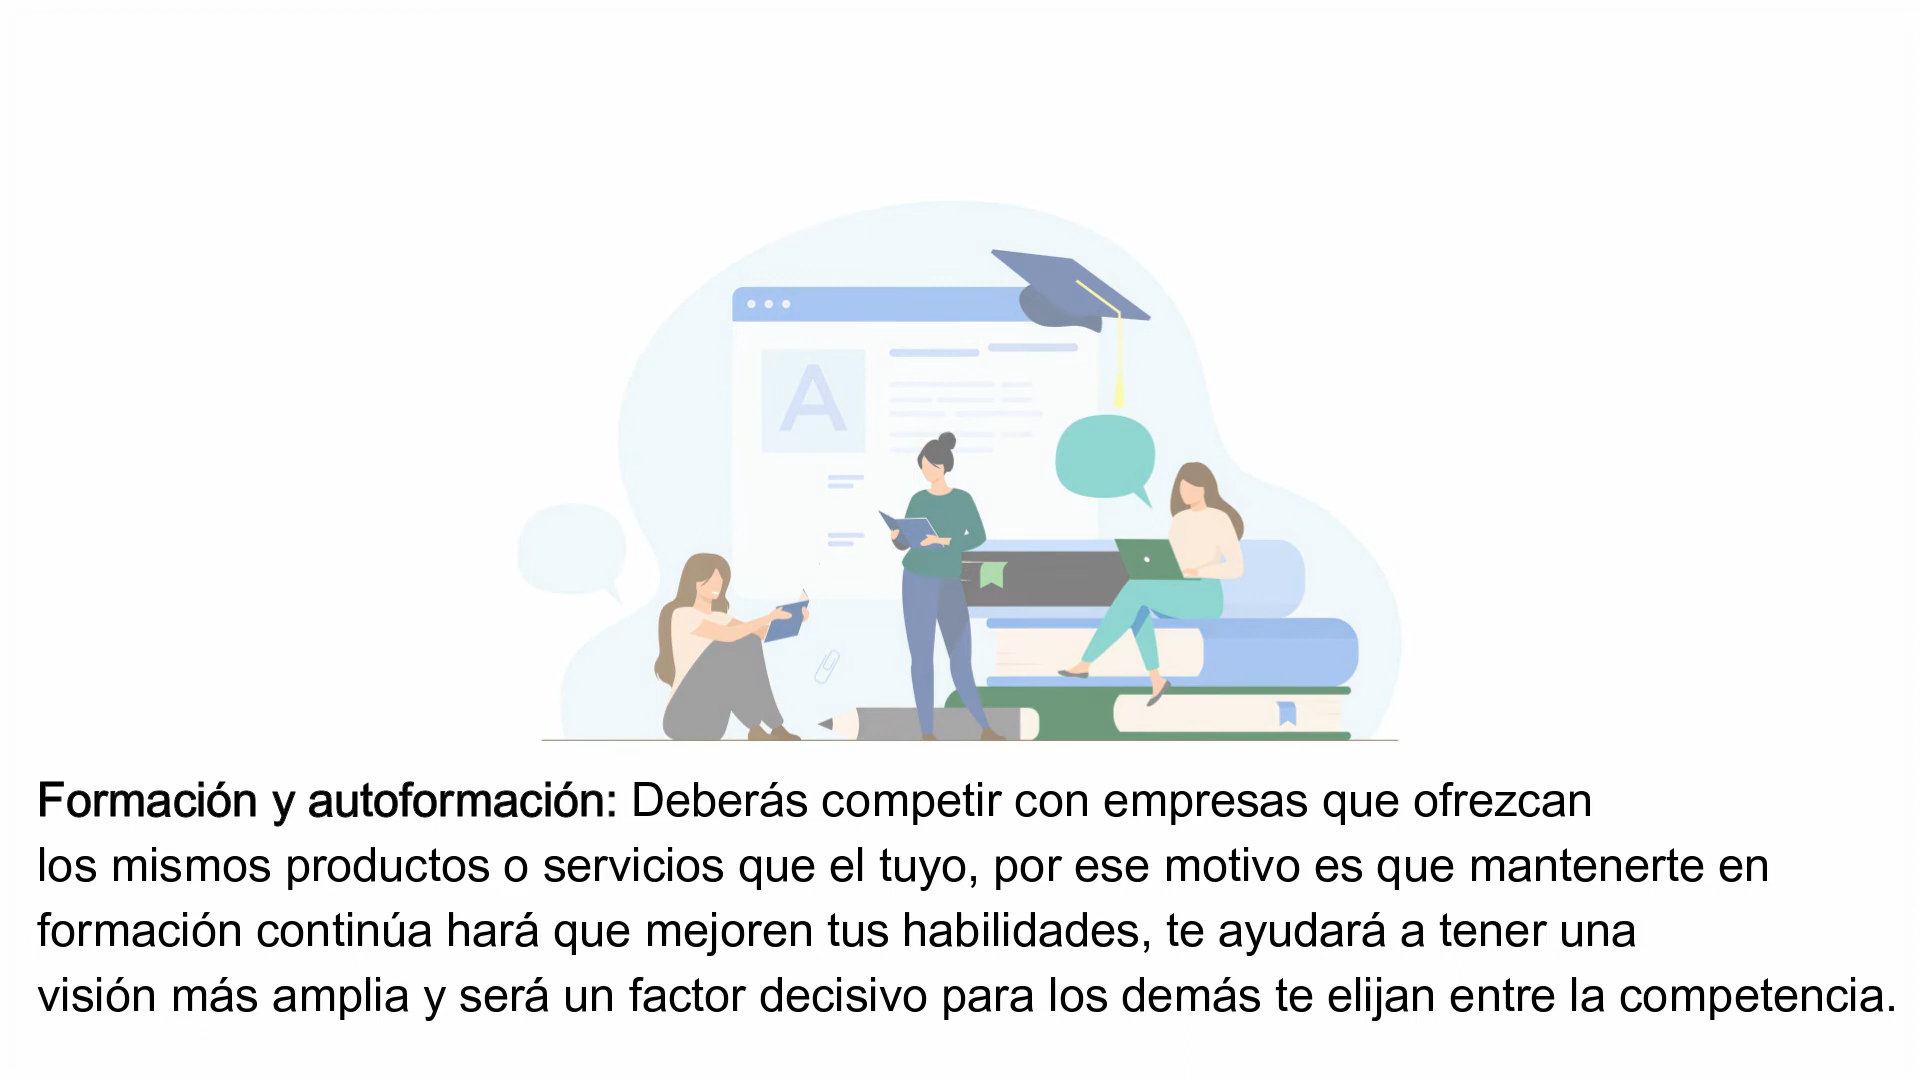 A
Formación y autoformación: Deberás competir con empresas que ofrezcan
los mismos productos o servicios que el tuyo, por ese motivo es que mantenerte en
formación continúa hará que mejoren tus habilidades, te ayudará a tener una
visión más amplia y será un factor decisivo para los demás te elijan entre la competencia.